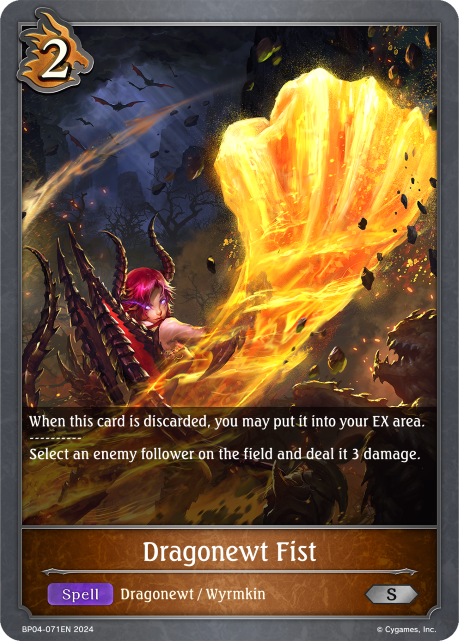 2
When this card is discarded, you may put it into your EX area.
----------
Select an enemy follower on the field and deal it 3 damage.
Dragonewt Fist
Spell Dragonewt / Wyrmkin S
BP04-071EN 2024 © Cygames, Inc.